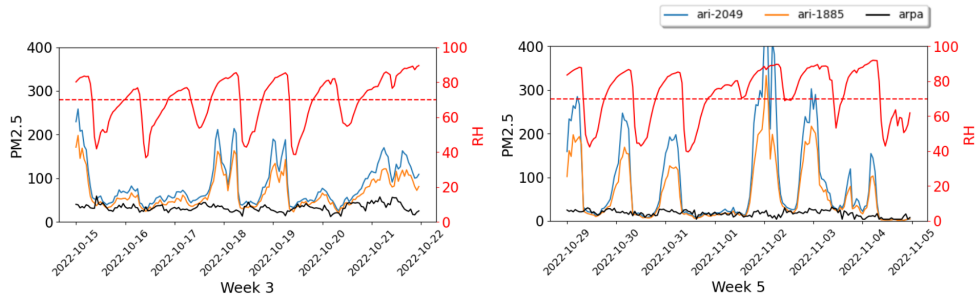 ari-2049 ari-1885 arpa
400 100
300 80
200 60
100 40
0 20
0
PM2.5
RH
2022-10-15 2022-10-16 2022-10-17 2022-10-18 2022-10-19 2022-10-20 2022-10-21 2022-10-22
Week 3
400 100
300 80
200 60
100 40
0 20
0
PM2.5
RH
2022-10-29 2022-10-30 2022-10-31 2022-11-01 2022-11-02 2022-11-03 2022-11-04 2022-11-05
Week 5